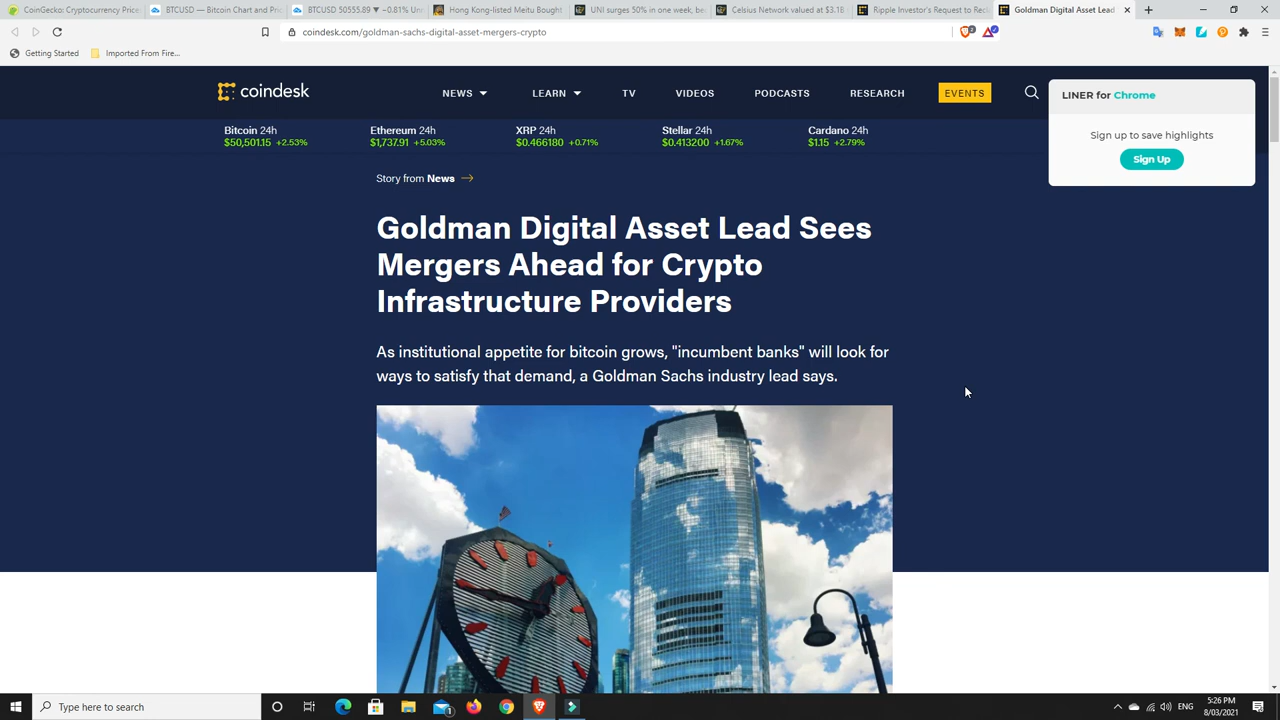 CoinGecko: Cryptocurrency Price
BTCUSD — Bitcoin Chart and Pric
BTCUSD 50555.89 ▼ −0.81% Unn
Hong Kong-listed Meitu Bought
UNI surges 50% in one week, be
Celsius Network valued at $3.1B
Ripple Investor's Request to Recl
Goldman Digital Asset Lead
coindesk.com/goldman-sachs-digital-asset-mergers-crypto
Getting Started
Imported From Fire...
coindesk
NEWS
LEARN
TV
VIDEOS
PODCASTS
RESEARCH
EVENTS
LINER for Chrome
Sign up to save highlights
Sign Up
Bitcoin 24h
$50,501.15 +2.53%
Ethereum 24h
$1,737.91 +5.03%
XRP 24h
$0.466180 +0.71%
Stellar 24h
$0.413200 +1.67%
Cardano 24h
$1.15 +2.79%
Story from News
Goldman Digital Asset Lead Sees
Mergers Ahead for Crypto
Infrastructure Providers
As institutional appetite for bitcoin grows, "incumbent banks" will look for
ways to satisfy that demand, a Goldman Sachs industry lead says.
Type here to search
ENG
5:26 PM
8/03/2021